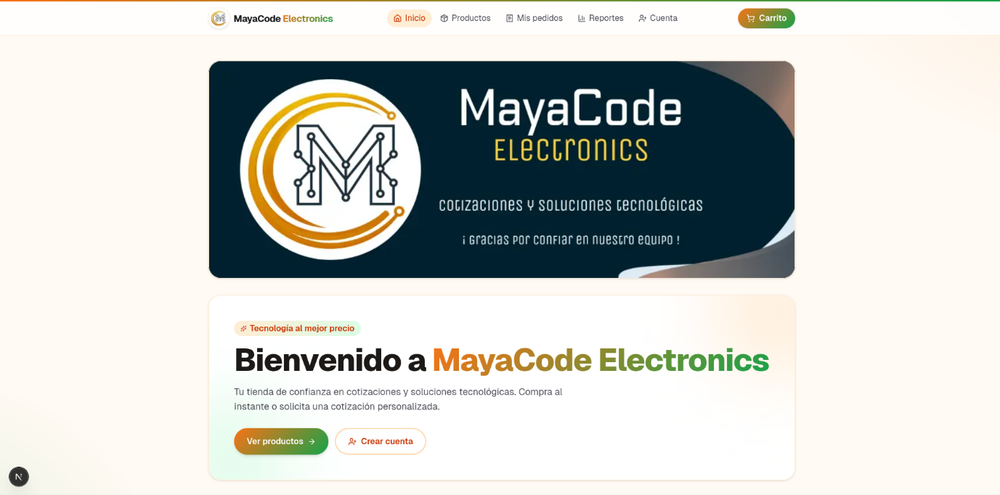 MayaCode Electronics
Inicio
Productos
Mis pedidos
Reportes
Cuenta
Carrito
MayaCode
Electronics
cotizaciones y soluciones tecnológicas
¡ Gracias por confiar en nuestro equipo !
Tecnología al mejor precio
Bienvenido a MayaCode Electronics
Tu tienda de confianza en cotizaciones y soluciones tecnológicas. Compra al
instante o solicita una cotización personalizada.
Ver productos
Crear cuenta
N